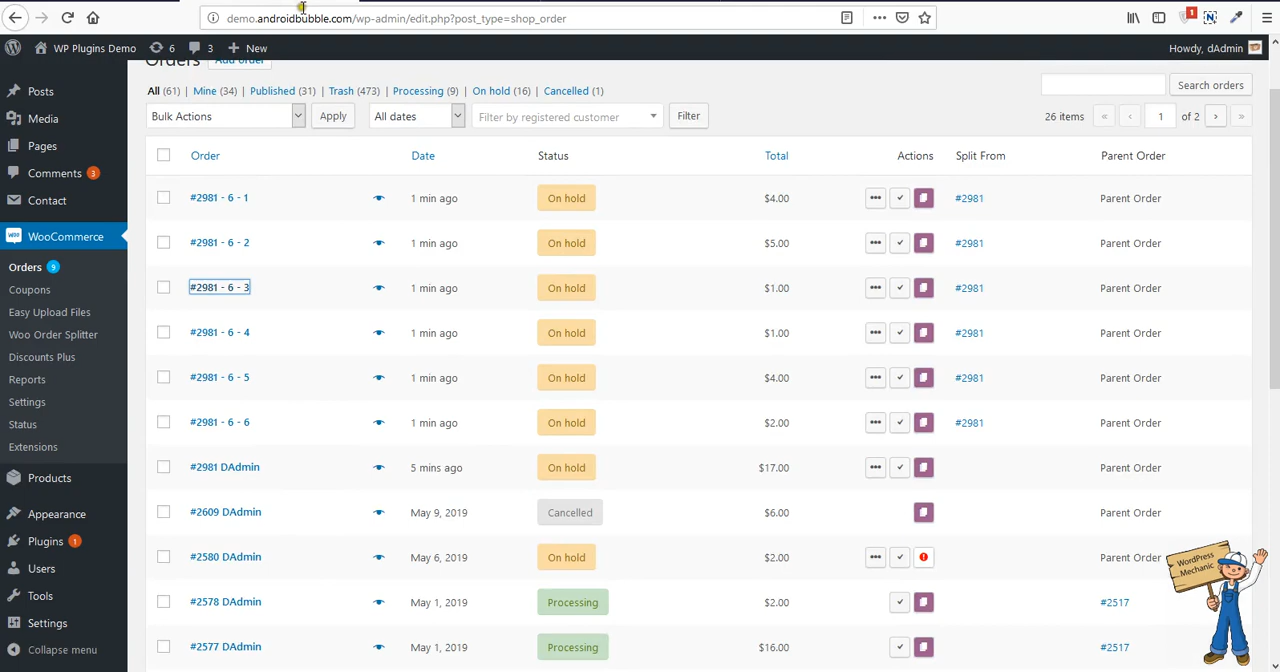 demo.androidbubble.com/wp-admin/edit.php?post_type=shop_order
1
WP Plugins Demo 6 3 New Howdy, dAdmin
Orders Add order
Posts
Media
Pages
Comments 3
Contact
WooCommerce
Orders 9
Coupons
Easy Upload Files
Woo Order Splitter
Discounts Plus
Reports
Settings
Status
Extensions
Products
Appearance
Plugins 1
Users
Tools
Settings
Collapse menu
All (61) | Mine (34) | Published (31) | Trash (473) | Processing (9) | On hold (16) | Cancelled (1)
Search orders
Bulk Actions Apply All dates Filter by registered customer Filter
26 items « ‹ 1 of 2 › »
Order Date Status Total Actions Split From Parent Order
#2981 - 6 - 1 1 min ago On hold $4.00 #2981 Parent Order
#2981 - 6 - 2 1 min ago On hold $5.00 #2981 Parent Order
#2981 - 6 - 3 1 min ago On hold $1.00 #2981 Parent Order
#2981 - 6 - 4 1 min ago On hold $1.00 #2981 Parent Order
#2981 - 6 - 5 1 min ago On hold $4.00 #2981 Parent Order
#2981 - 6 - 6 1 min ago On hold $2.00 #2981 Parent Order
#2981 DAdmin 5 mins ago On hold $17.00 Parent Order
#2609 DAdmin May 9, 2019 Cancelled $6.00 Parent Order
#2580 DAdmin May 6, 2019 On hold $2.00 Parent Order
#2578 DAdmin May 1, 2019 Processing $2.00 #2517
#2577 DAdmin May 1, 2019 Processing $16.00 #2517
WordPress
Mechanic